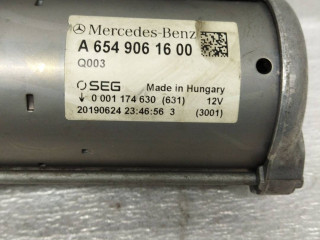 Mercedes-Benz
A 654 906 16 00
Q003
SEG Made in Hungary
0 001 174 630 (631) 12V
20190624 23:46:56 3 (3001)